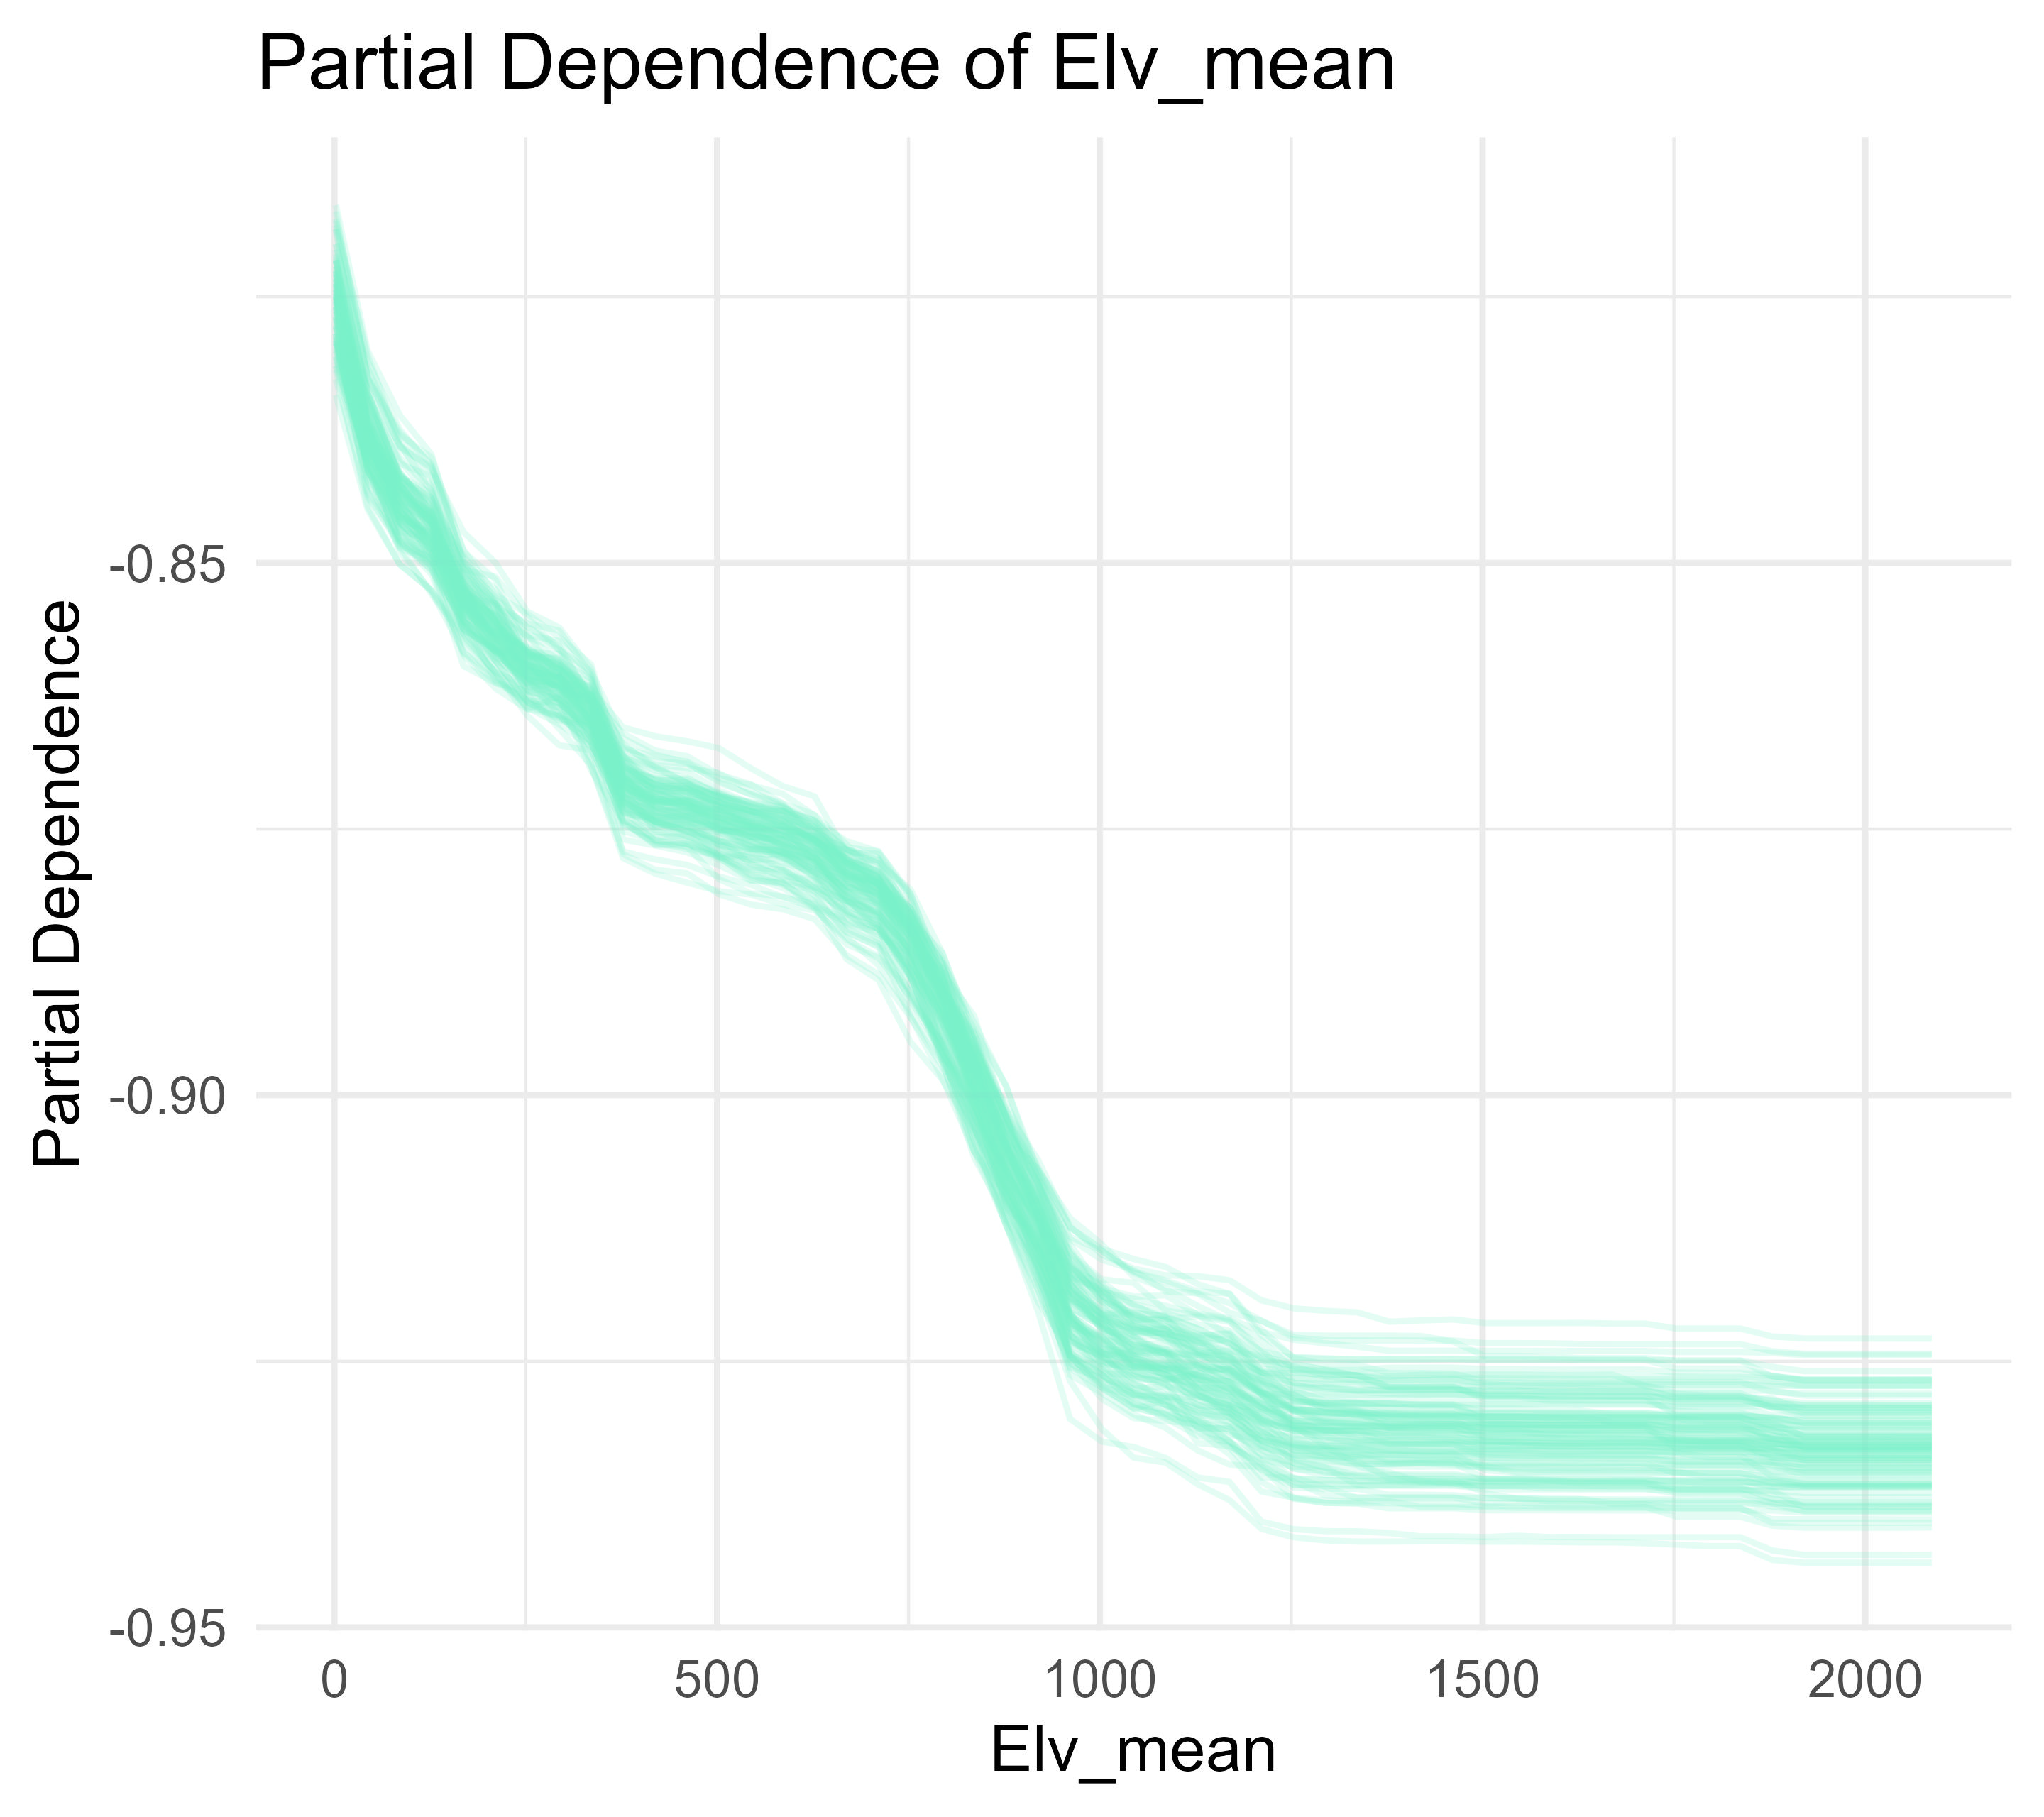 Partial Dependence of Elv_mean
Partial Dependence
-0.85
-0.90
-0.95
0 500 1000 1500 2000
Elv_mean